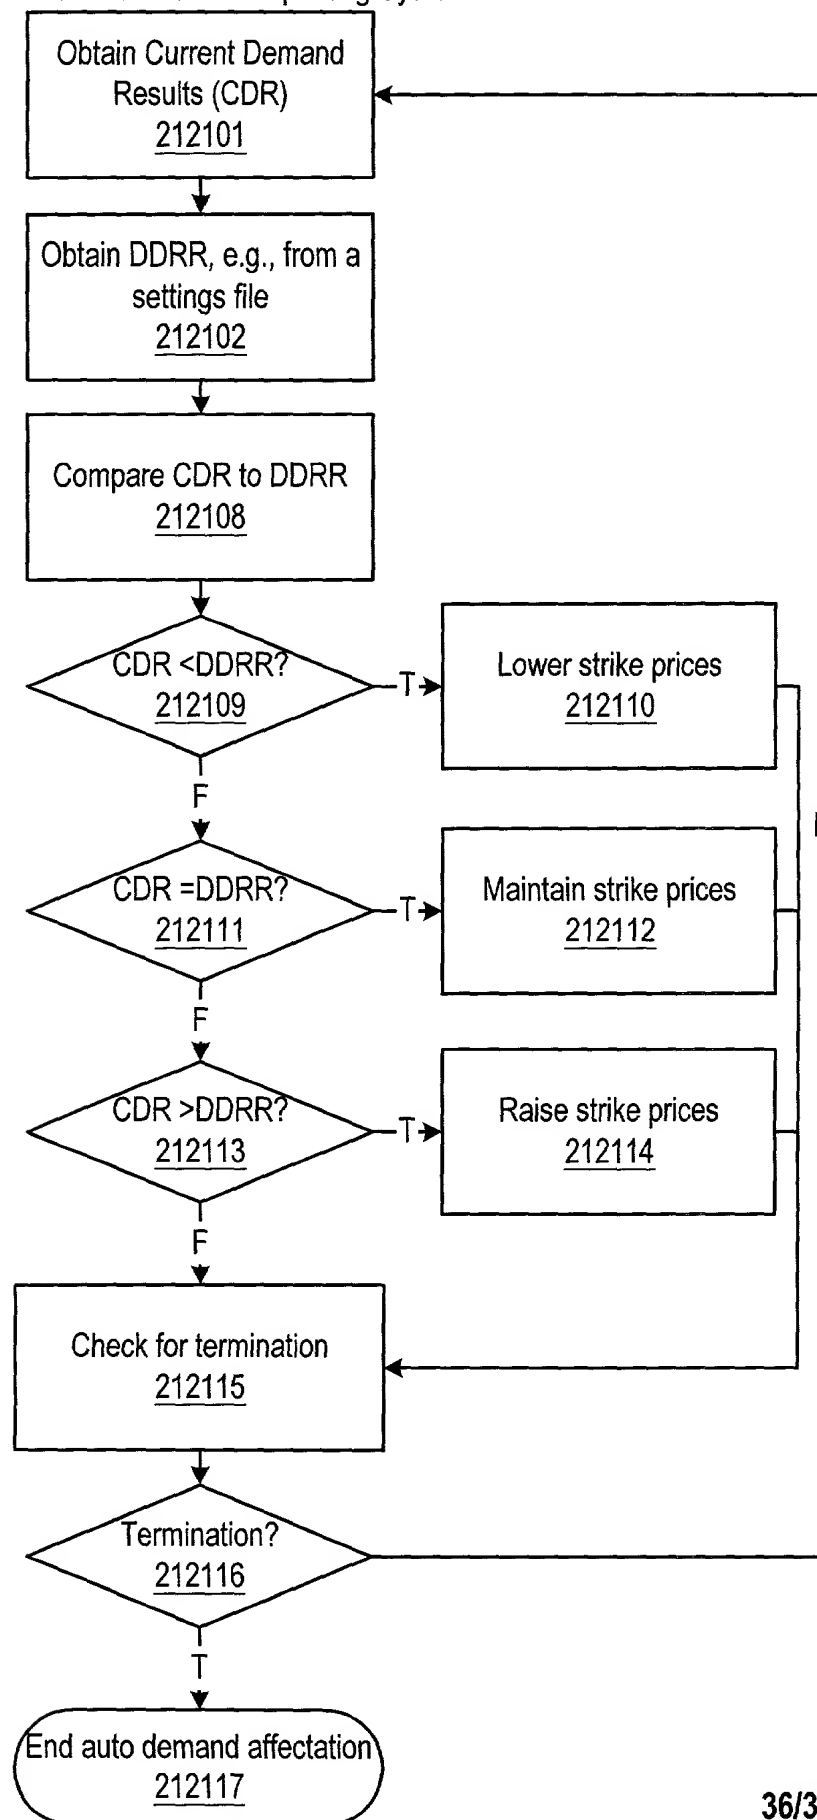 Obtain Current Demand
Results (CDR)
212101
Obtain DDRR, e.g., from a
settings file
212102
Compare CDR to DDRR
212108
CDR <DDRR?
212109
T
Lower strike prices
212110
F
CDR =DDRR?
212111
T
Maintain strike prices
212112
F
CDR >DDRR?
212113
T
Raise strike prices
212114
F
Check for termination
212115
Termination?
212116
T
End auto demand affectation
212117
36/3